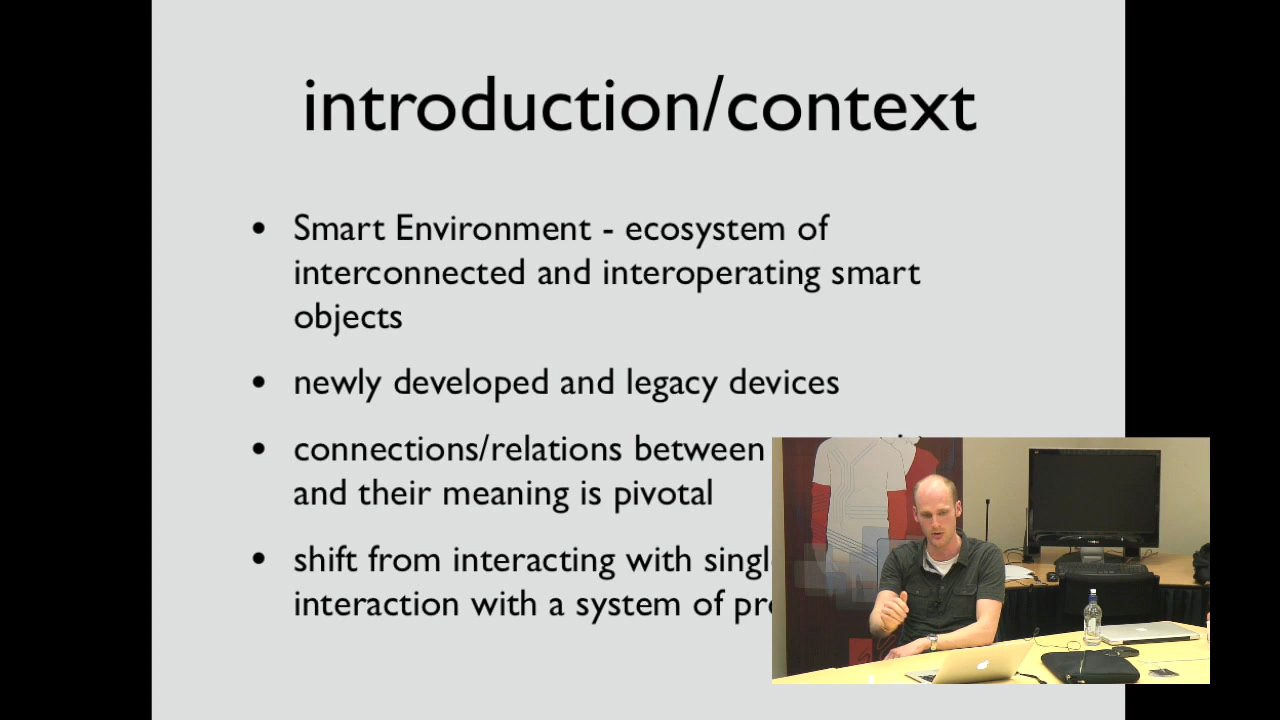 introduction/context
• Smart Environment - ecosystem of
interconnected and interoperating smart
objects
• newly developed and legacy devices
• connections/relations between
and their meaning is pivotal
• shift from interacting with
interaction with a system of